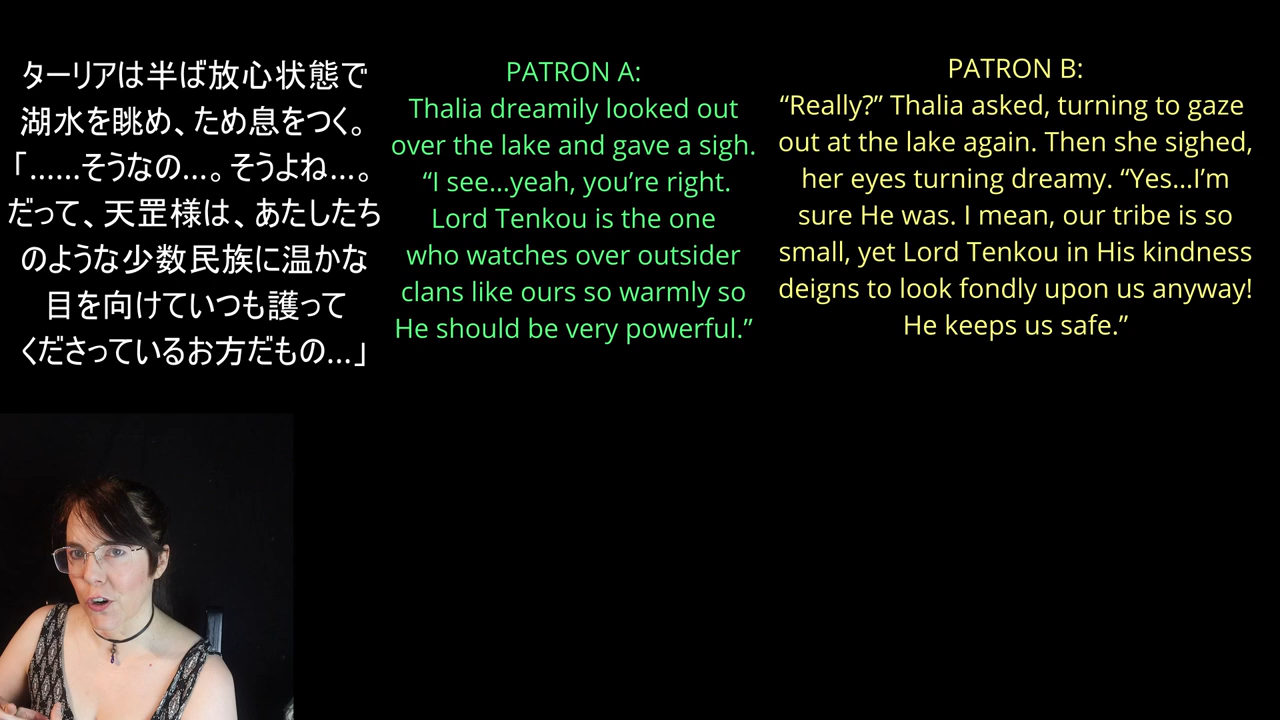 ターリアは半ば放心状態で
湖水を眺め、ため息をつく。
「……そうなの…。そうよね…。
だって、天罡様は、あたしたち
のような少数民族に温かな
目を向けていつも護って
くださっているお方だもの…」
PATRON A:
Thalia dreamily looked out
over the lake and gave a sigh.
“I see...yeah, you’re right.
Lord Tenkou is the one
who watches over outsider
clans like ours so warmly so
He should be very powerful.”
PATRON B:
“Really?” Thalia asked, turning to gaze
out at the lake again. Then she sighed,
her eyes turning dreamy. “Yes...I’m
sure He was. I mean, our tribe is so
small, yet Lord Tenkou in His kindness
deigns to look fondly upon us anyway!
He keeps us safe.”